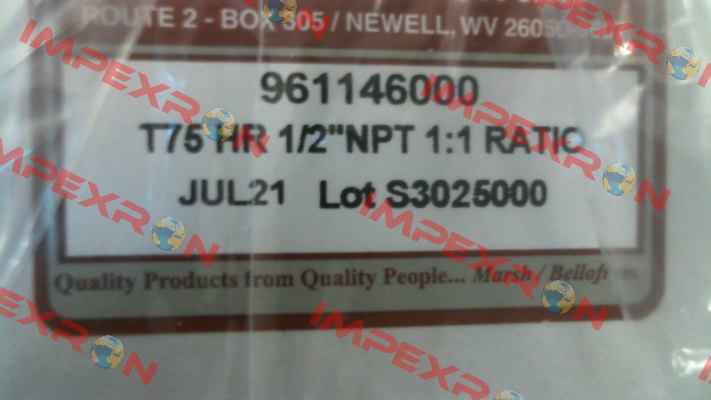 ROUTE 2 - BOX 305 / NEWELL, WV 26050
961146000
T75 HR 1/2"NPT 1:1 RATIO
JUL21 Lot S3025000
Quality Products from Quality People... Marsh / Bellofram
IMPEXRON
IMPEXRON
IMPEXRON
IMPEXRON
IMPEXRON
IMPEXRON